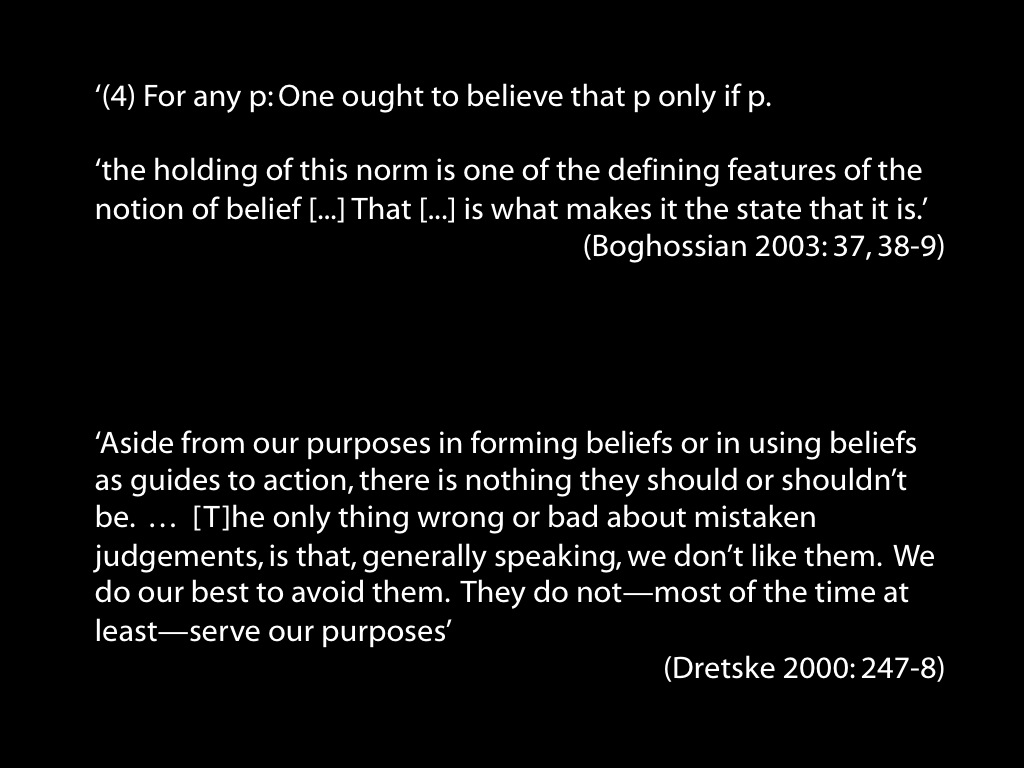 ‘(4) For any p: One ought to believe that p only if p.
‘the holding of this norm is one of the defining features of the
notion of belief [...] That [...] is what makes it the state that it is.’
(Boghossian 2003: 37, 38-9)
‘Aside from our purposes in forming beliefs or in using beliefs
as guides to action, there is nothing they should or shouldn’t
be. … [T]he only thing wrong or bad about mistaken
judgements, is that, generally speaking, we don’t like them. We
do our best to avoid them. They do not—most of the time at
least—serve our purposes’
(Dretske 2000: 247-8)